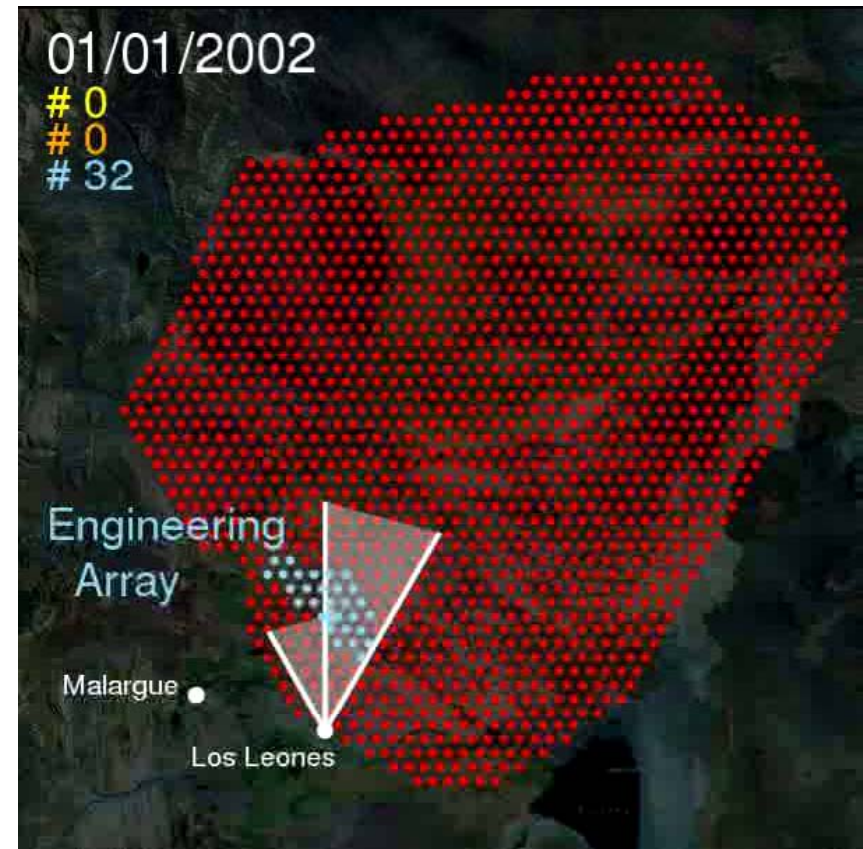 01/01/2002
# 0
# 0
# 32
Engineering
Array
Malargue
Los Leones